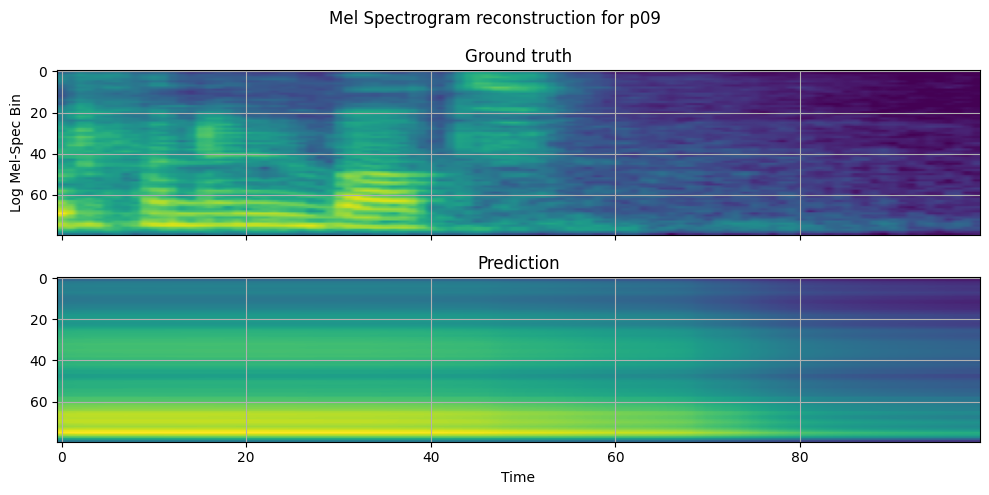 Mel Spectrogram reconstruction for p09
Ground truth
0
20
40
60
Log Mel-Spec Bin
Prediction
0
20
40
60
0 20 40 60 80
Time